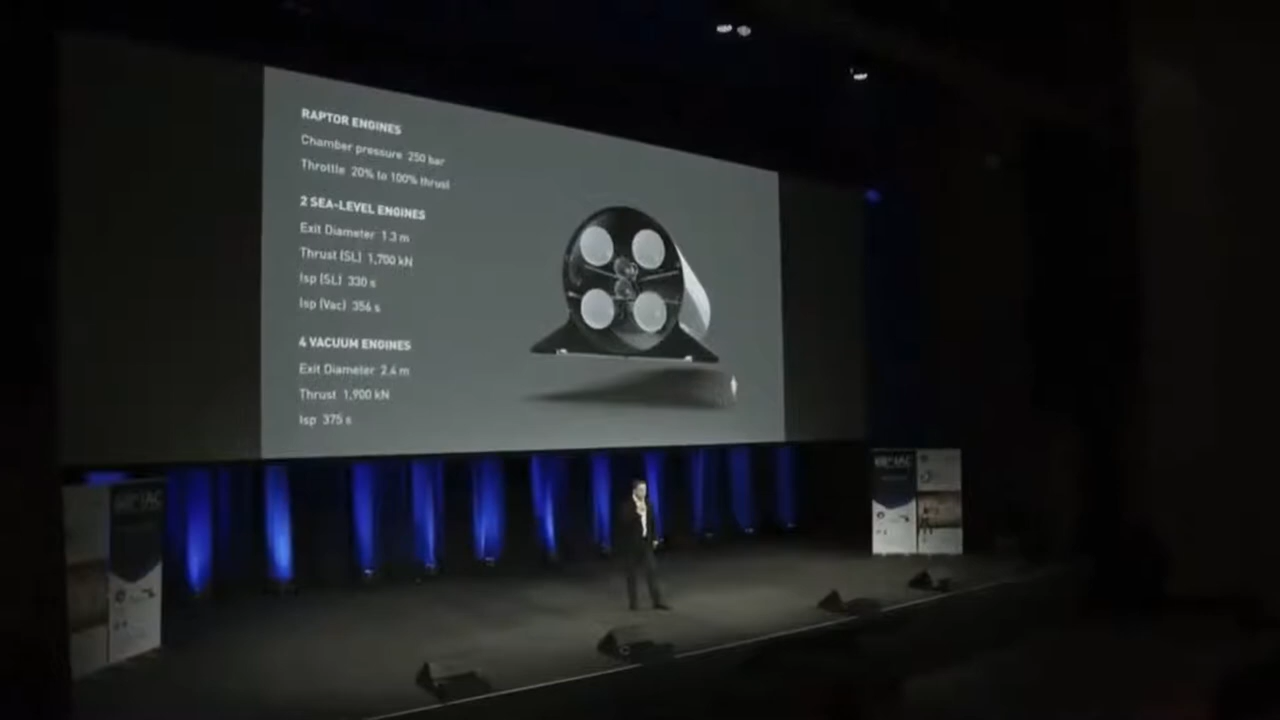 RAPTOR ENGINES
Chamber pressure 250 bar
Throttle 20% to 100% thrust
2 SEA-LEVEL ENGINES
Exit Diameter 1.3 m
Thrust (SL) 1,700 kN
Isp (SL) 330 s
Isp (Vac) 356 s
4 VACUUM ENGINES
Exit Diameter 2.4 m
Thrust 1,900 kN
Isp 375 s
IAC